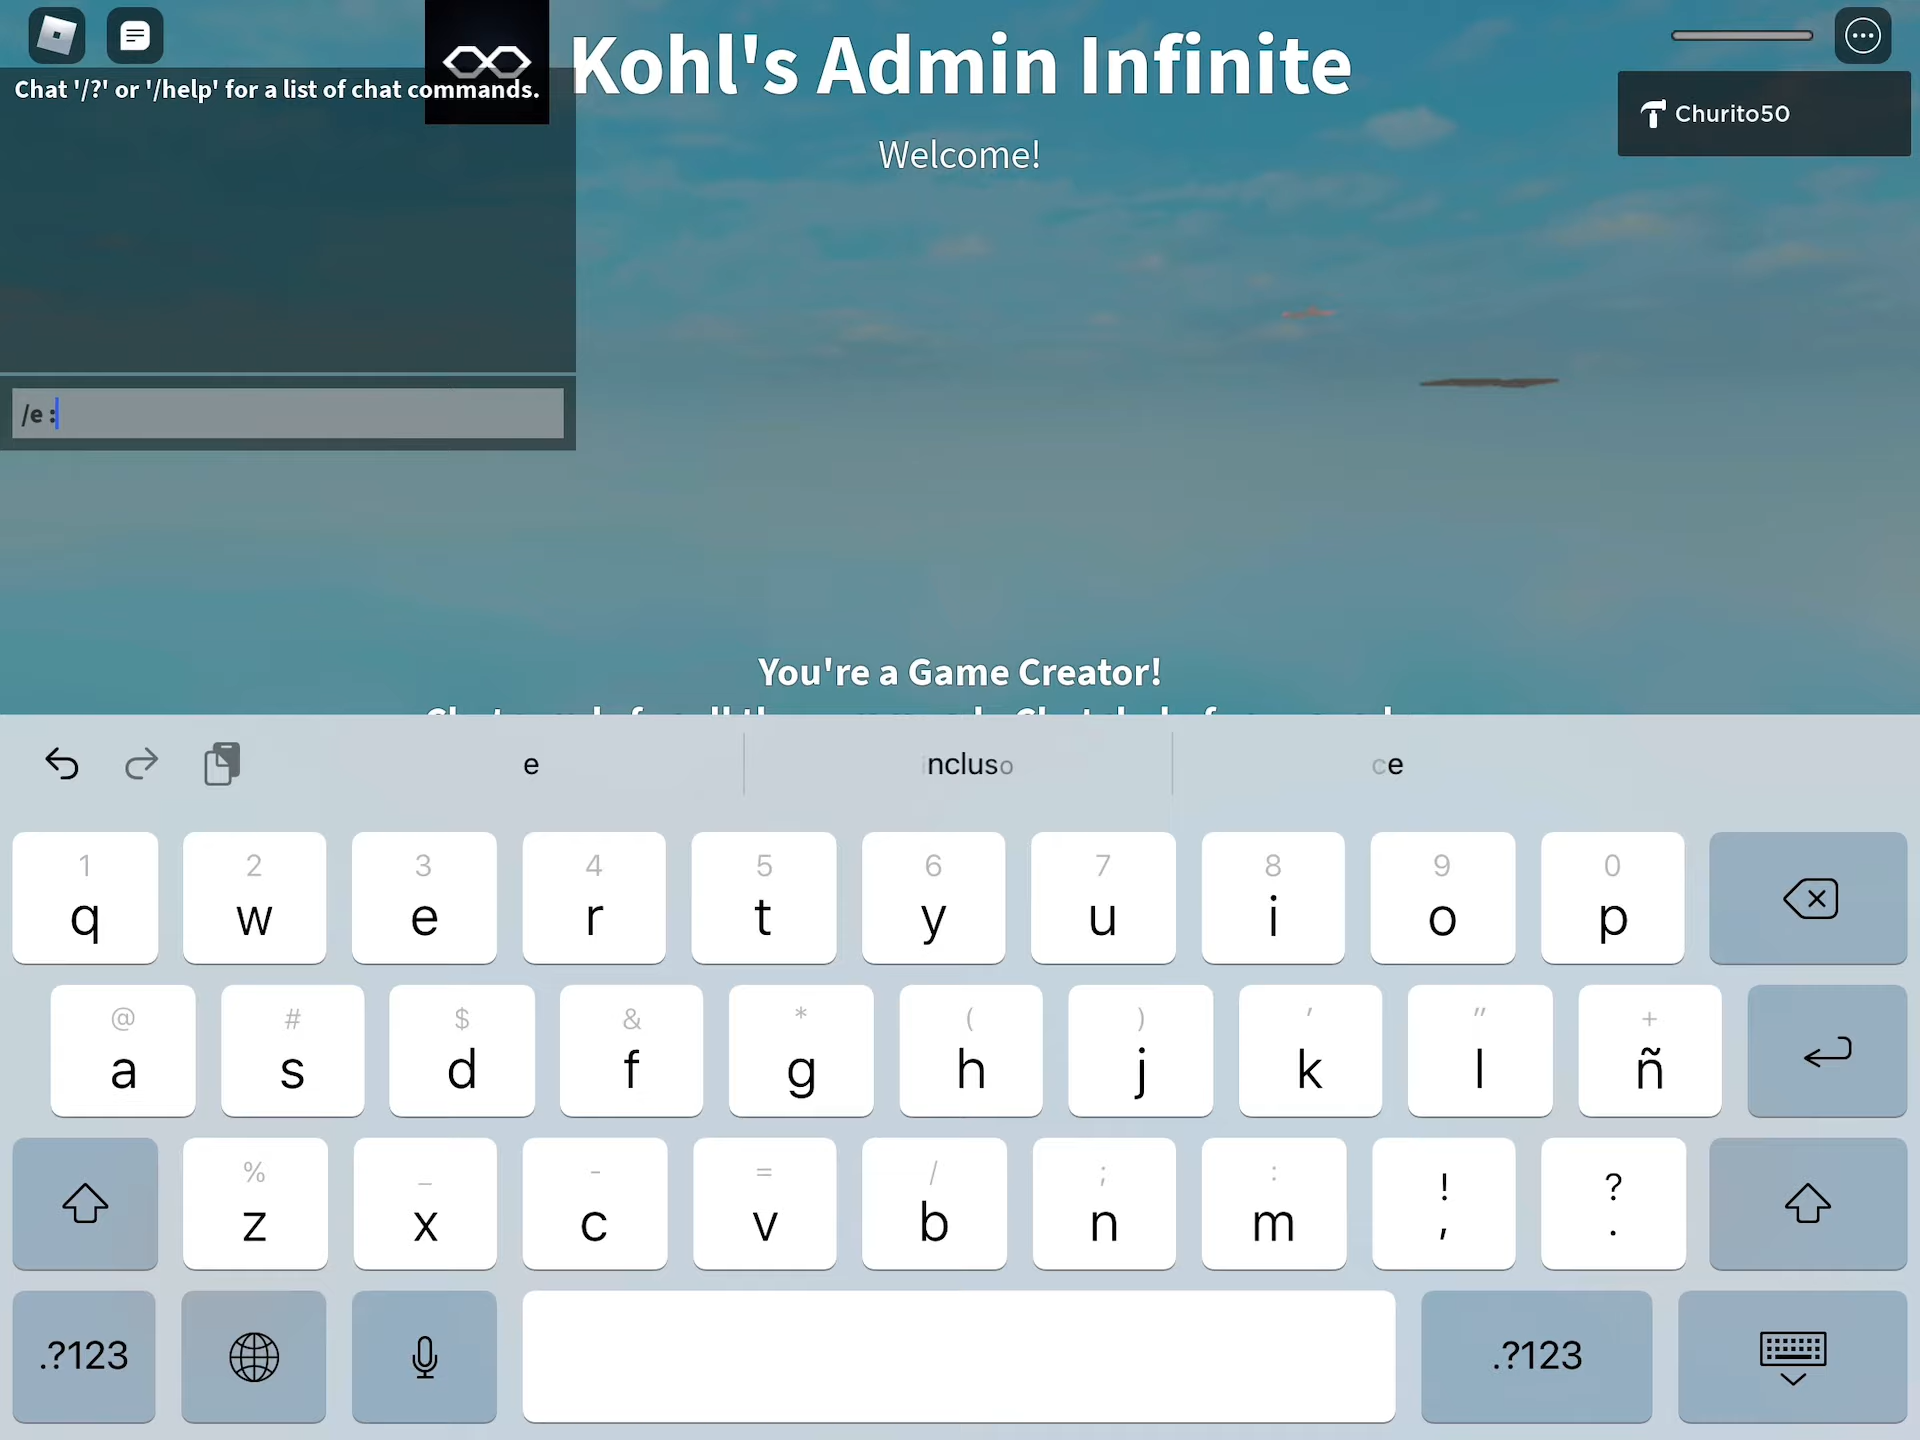 Kohl's Admin Infinite
Chat '/?' or '/help' for a list of chat commands.
Churito50
Welcome!
/e :
You're a Game Creator!
e
incluso
ce
1 2 3 4 5 6 7 8 9 0
q w e r t y u i o p
@ # $ & * ( ) ' " +
a s d f g h j k l ñ
% _ - = / ; : ! ?
z x c v b n m , .
.?123
.?123